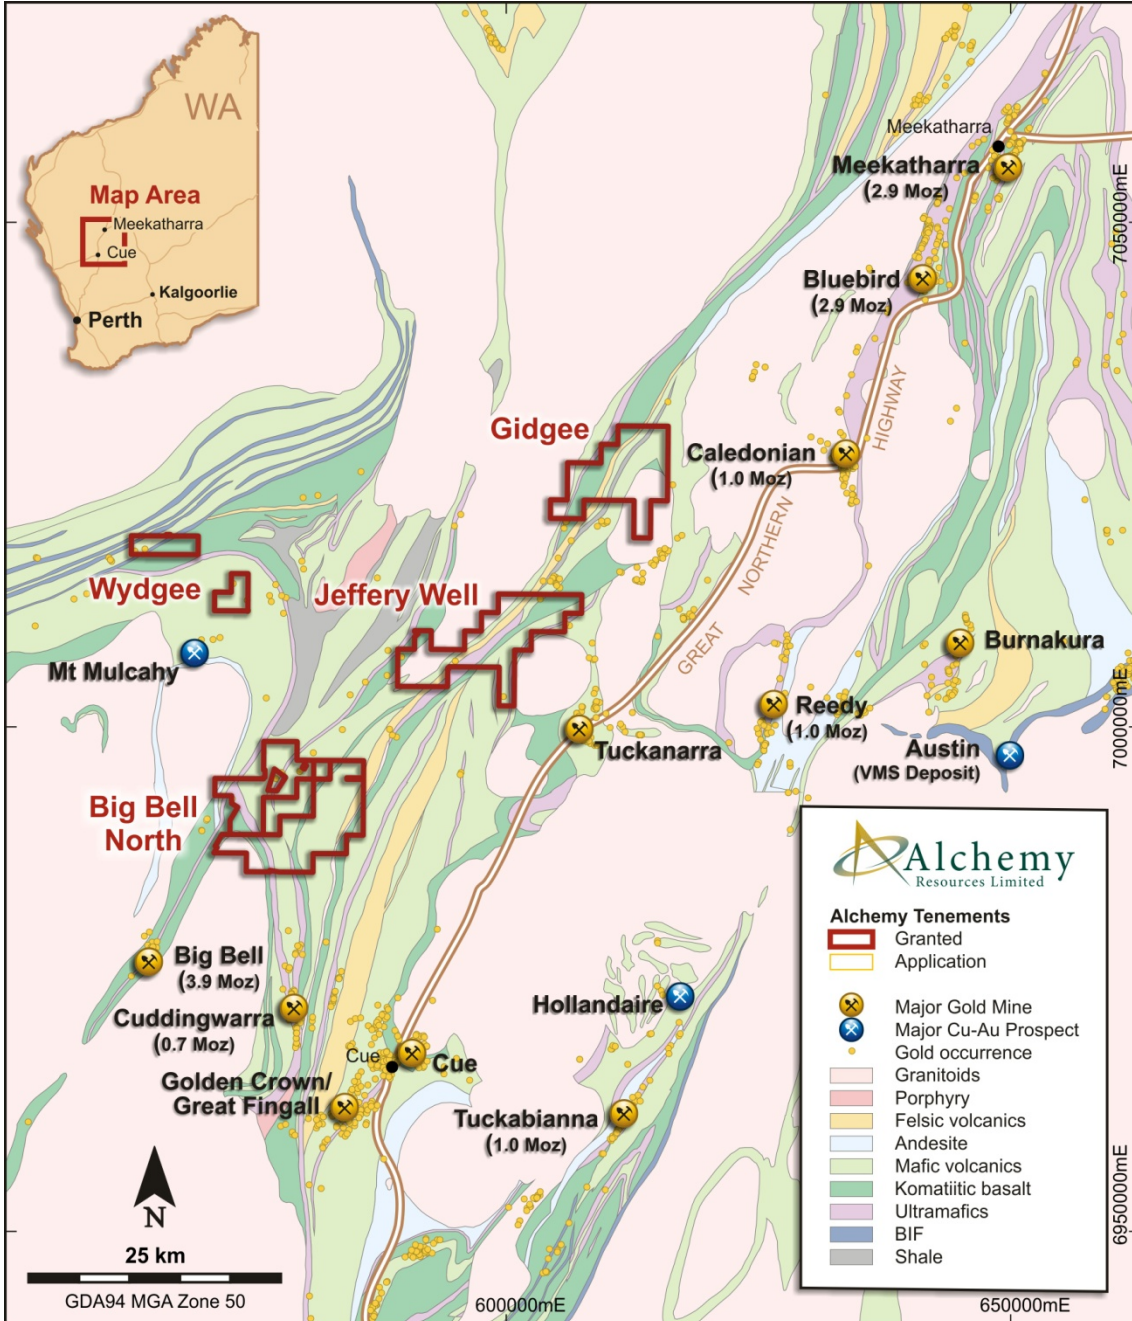 WA
Map Area
Meekatharra
Cue
Kalgoorlie
Perth
Meekatharra
Meekatharra
(2.9 Moz)
7050000mE
Bluebird
(2.9 Moz)
HIGHWAY
Gidgee
Caledonian
(1.0 Moz)
NORTHERN
GREAT
Wydgee
Jeffery Well
Mt Mulcahy
Burnakura
Reedy
(1.0 Moz)
Tuckanarra
7000000mE
Austin
(VMS Deposit)
Big Bell
North
Big Bell
(3.9 Moz)
Cuddingwarra
(0.7 Moz)
Hollandaire
Cue
Cue
Golden Crown/
Great Fingall
Tuckabianna
(1.0 Moz)
6950000mE
N
25 km
GDA94 MGA Zone 50
600000mE
650000mE
Alchemy
Resources Limited
Alchemy Tenements
Granted
Application
Major Gold Mine
Major Cu-Au Prospect
Gold occurrence
Granitoids
Porphyry
Felsic volcanics
Andesite
Mafic volcanics
Komatiitic basalt
Ultramafics
BIF
Shale